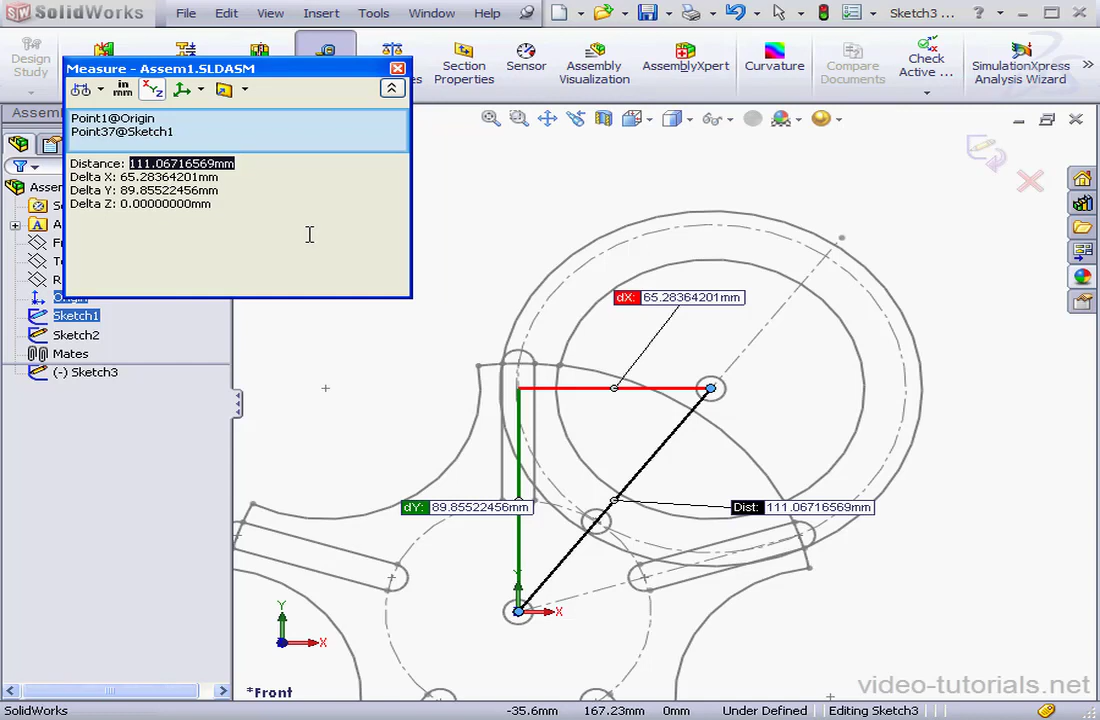 SolidWorks File Edit View Insert Tools Window Help Sketch3 ...
Design Study
Section Properties
Sensor
Assembly Visualization
AssemblyXpert
Curvature
Compare Documents
Check Active ...
SimulationXpress Analysis Wizard
Measure - Assem1.SLDASM
in
mm
Point1@Origin
Point37@Sketch1
Distance: 111.06716569mm
Delta X: 65.28364201mm
Delta Y: 89.85522456mm
Delta Z: 0.00000000mm
Sketch1
Sketch2
Mates
(-) Sketch3
dX: 65.28364201mm
dY: 89.85522456mm
Dist: 111.06716569mm
Y
X
Y
X
*Front
video-tutorials.net
SolidWorks -35.6mm 167.23mm 0mm Under Defined Editing Sketch3